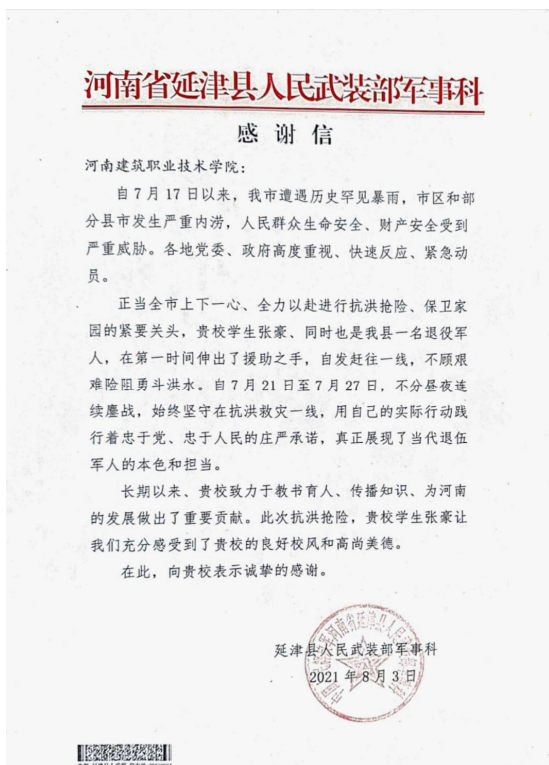 河南省延津县人民武装部军事科
感谢信
河南建筑职业技术学院：
自7月17日以来，我市遭遇历史罕见暴雨，市区和部
分县市发生严重内涝，人民群众生命安全、财产安全受到
严重威胁。各地党委、政府高度重视、快速反应、紧急动
员。
正当全市上下一心、全力以赴进行抗洪抢险、保卫家
园的紧要关头，贵校学生张豪、同时也是我县一名退役军
人，在第一时间伸出了援助之手，自发赶往一线，不顾艰
难险阻勇斗洪水。自7月21日至7月27日，不分昼夜连
续鏖战，始终坚守在抗洪救灾一线，用自己的实际行动践
行着忠于党、忠于人民的庄严承诺，真正展现了当代退伍
军人的本色和担当。
长期以来、贵校致力于教书育人、传播知识、为河南
的发展做出了重要贡献。此次抗洪抢险，贵校学生张豪让
我们充分感受到了贵校的良好校风和高尚美德。
在此，向贵校表示诚挚的感谢。
延津县人民武装部军事科
2021年8月3日